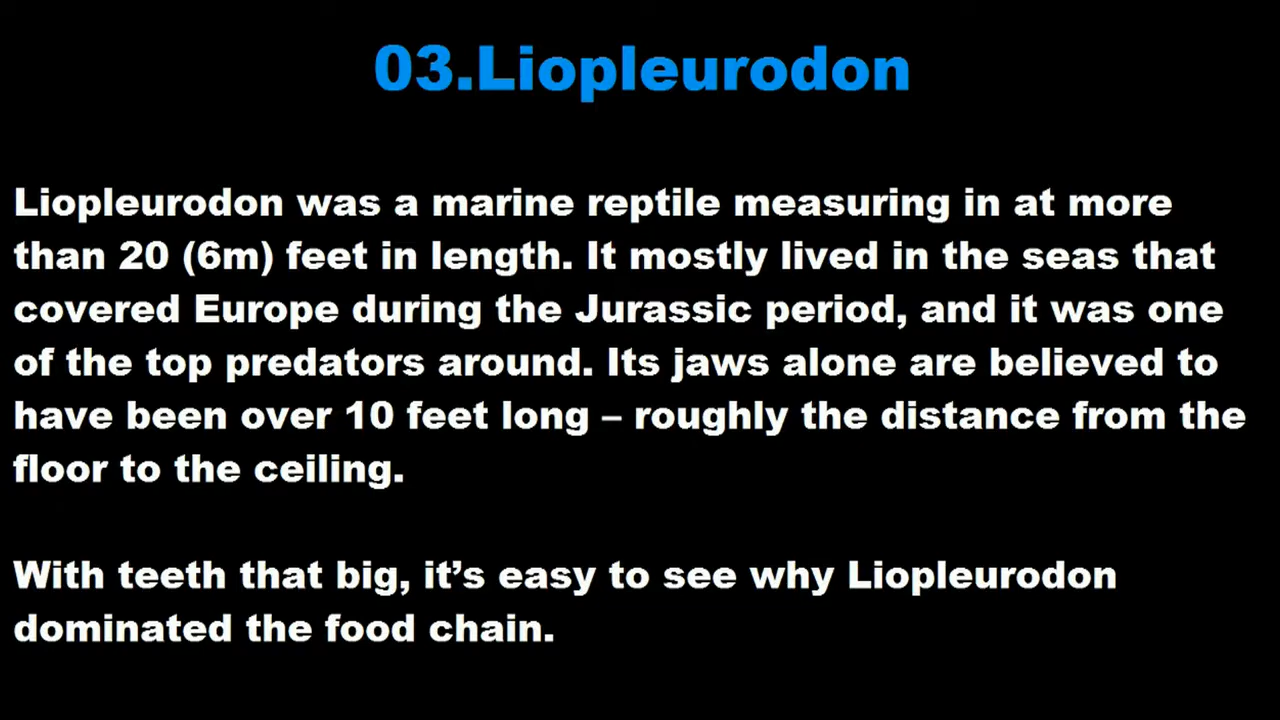 03.Liopleurodon
Liopleurodon was a marine reptile measuring in at more
than 20 (6m) feet in length. It mostly lived in the seas that
covered Europe during the Jurassic period, and it was one
of the top predators around. Its jaws alone are believed to
have been over 10 feet long – roughly the distance from the
floor to the ceiling.
With teeth that big, it’s easy to see why Liopleurodon
dominated the food chain.